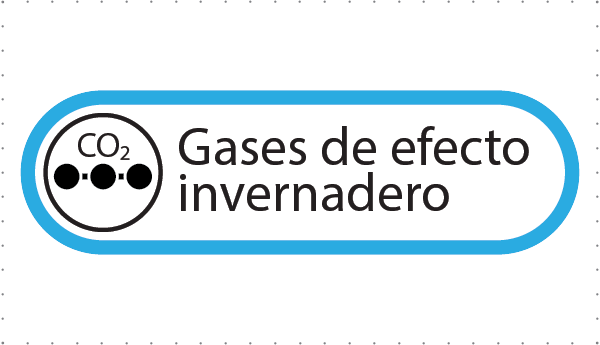 CO₂
Gases de efecto
invernadero